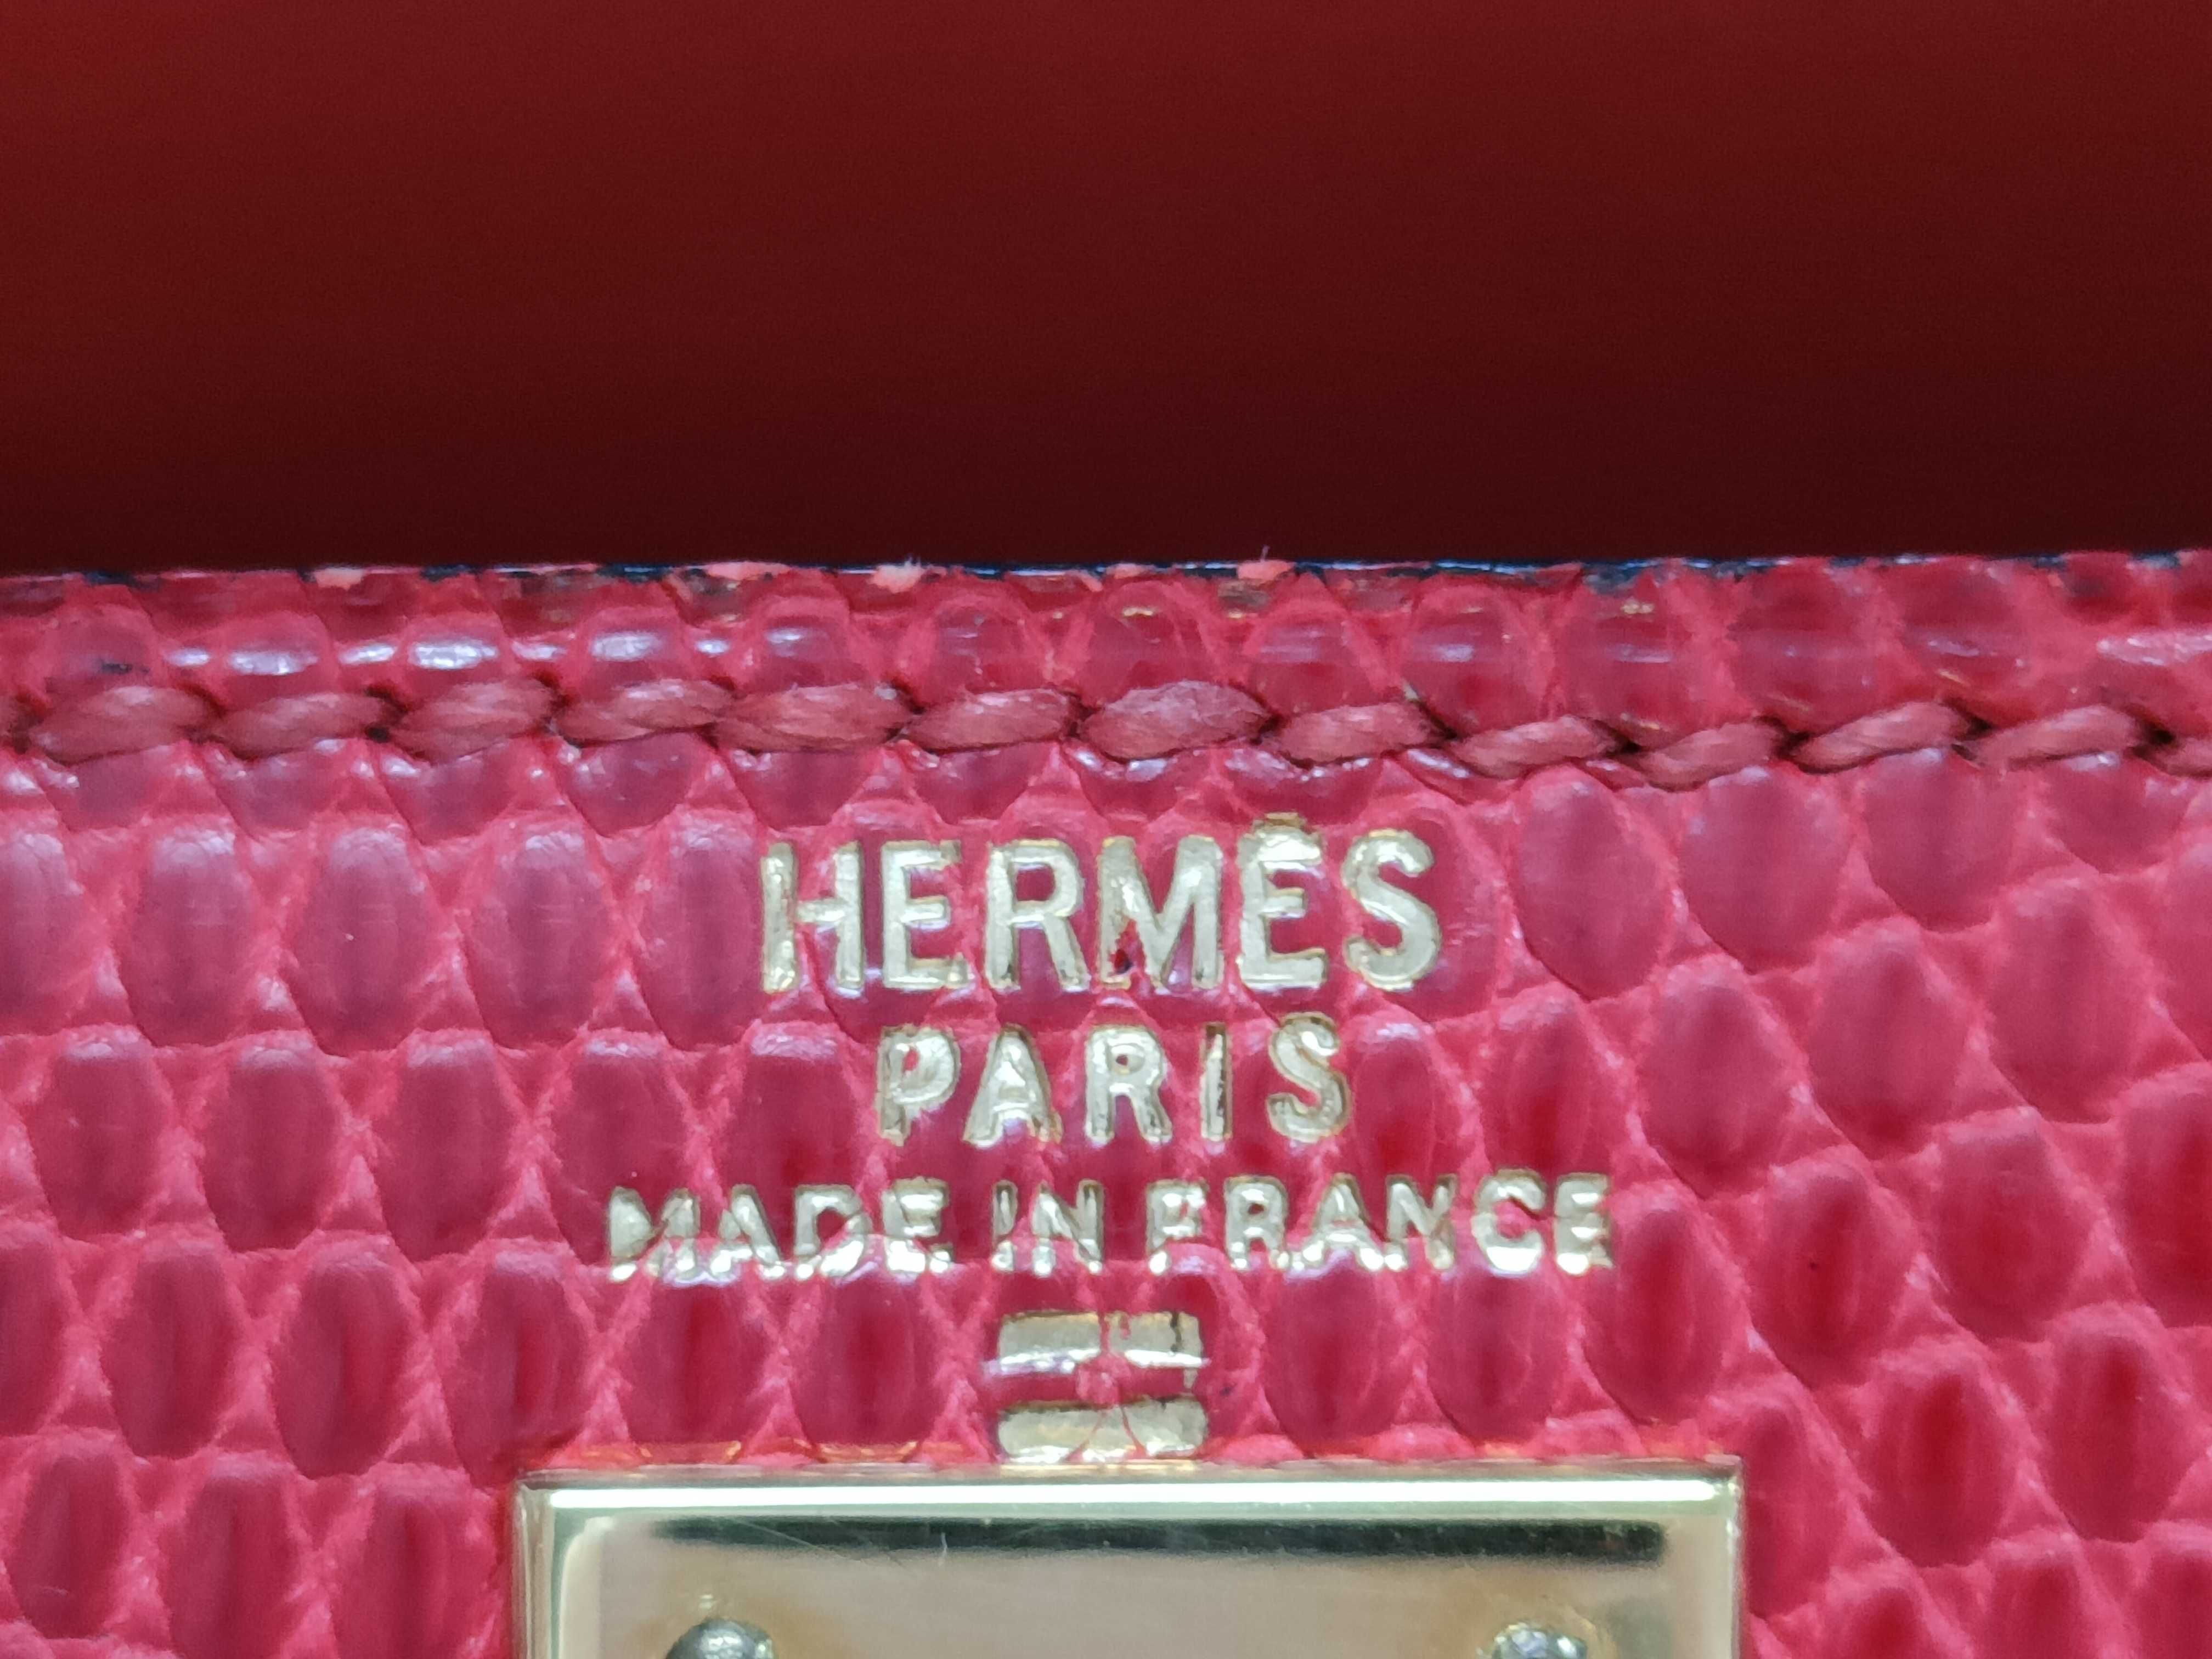 HERMÈS
PARIS
MADE IN FRANCE
=